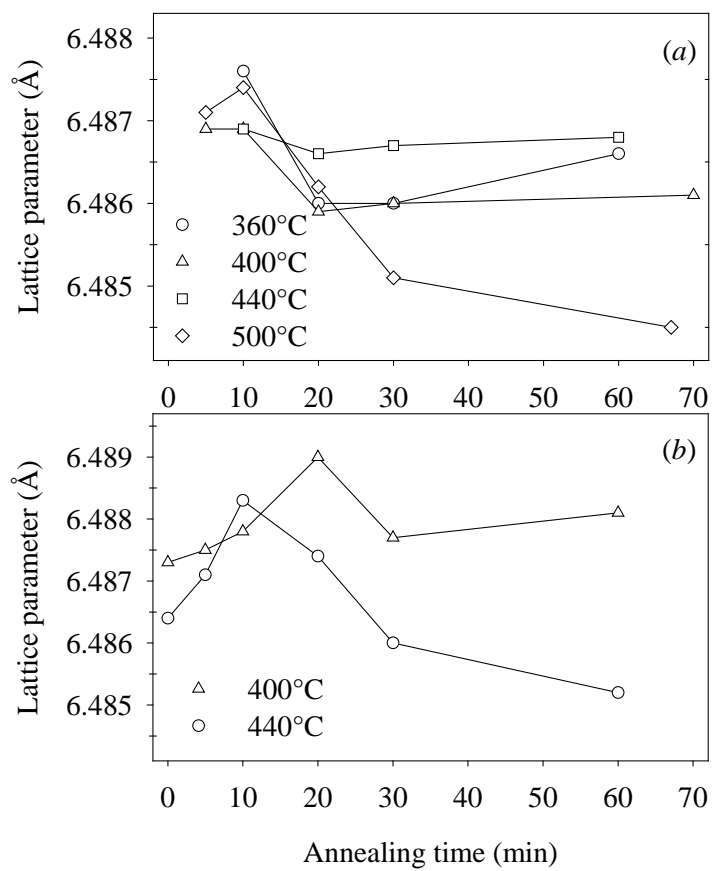 6.488
(a)
6.487
6.486
6.485
Lattice parameter (Å)
360°C
400°C
440°C
500°C
0 10 20 30 40 50 60 70
6.489
(b)
6.488
6.487
6.486
6.485
Lattice parameter (Å)
400°C
440°C
0 10 20 30 40 50 60 70
Annealing time (min)